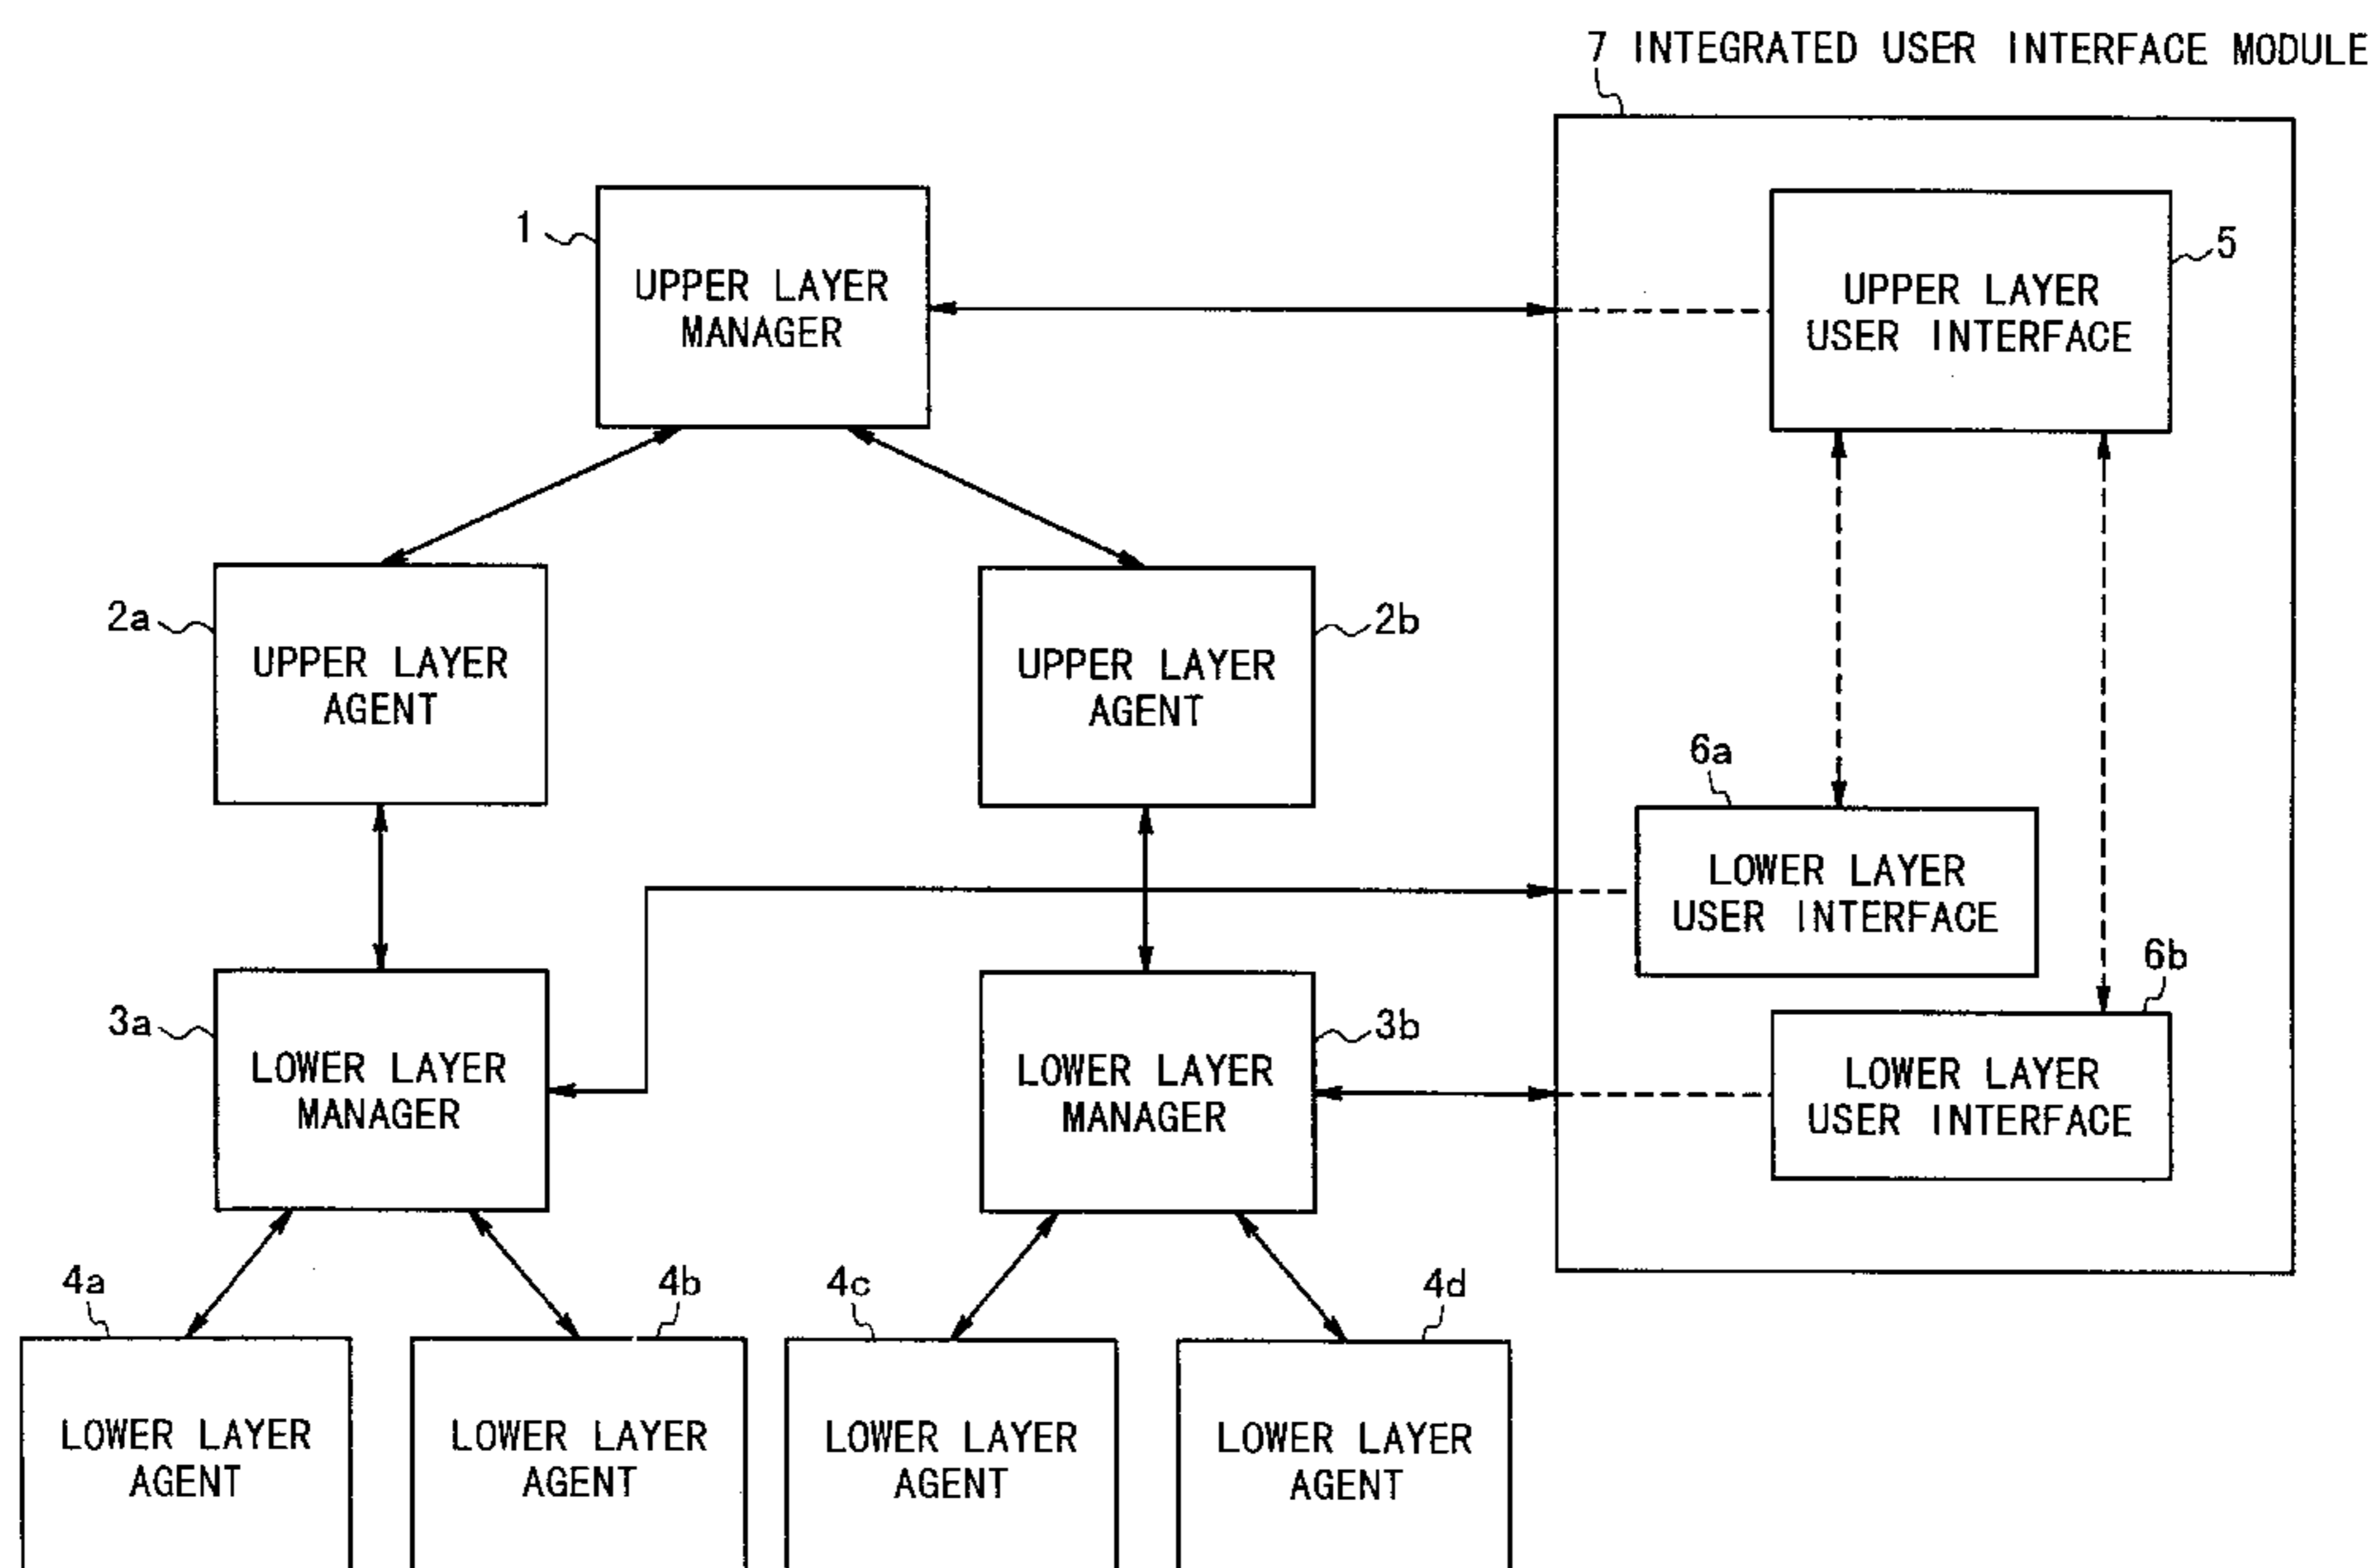 7 INTEGRATED USER INTERFACE MODULE
1
UPPER LAYER
MANAGER
5
UPPER LAYER
USER INTERFACE
2a
UPPER LAYER
AGENT
2b
UPPER LAYER
AGENT
6a
LOWER LAYER
USER INTERFACE
3a
LOWER LAYER
MANAGER
3b
LOWER LAYER
MANAGER
6b
LOWER LAYER
USER INTERFACE
4a
LOWER LAYER
AGENT
4b
LOWER LAYER
AGENT
4c
LOWER LAYER
AGENT
4d
LOWER LAYER
AGENT